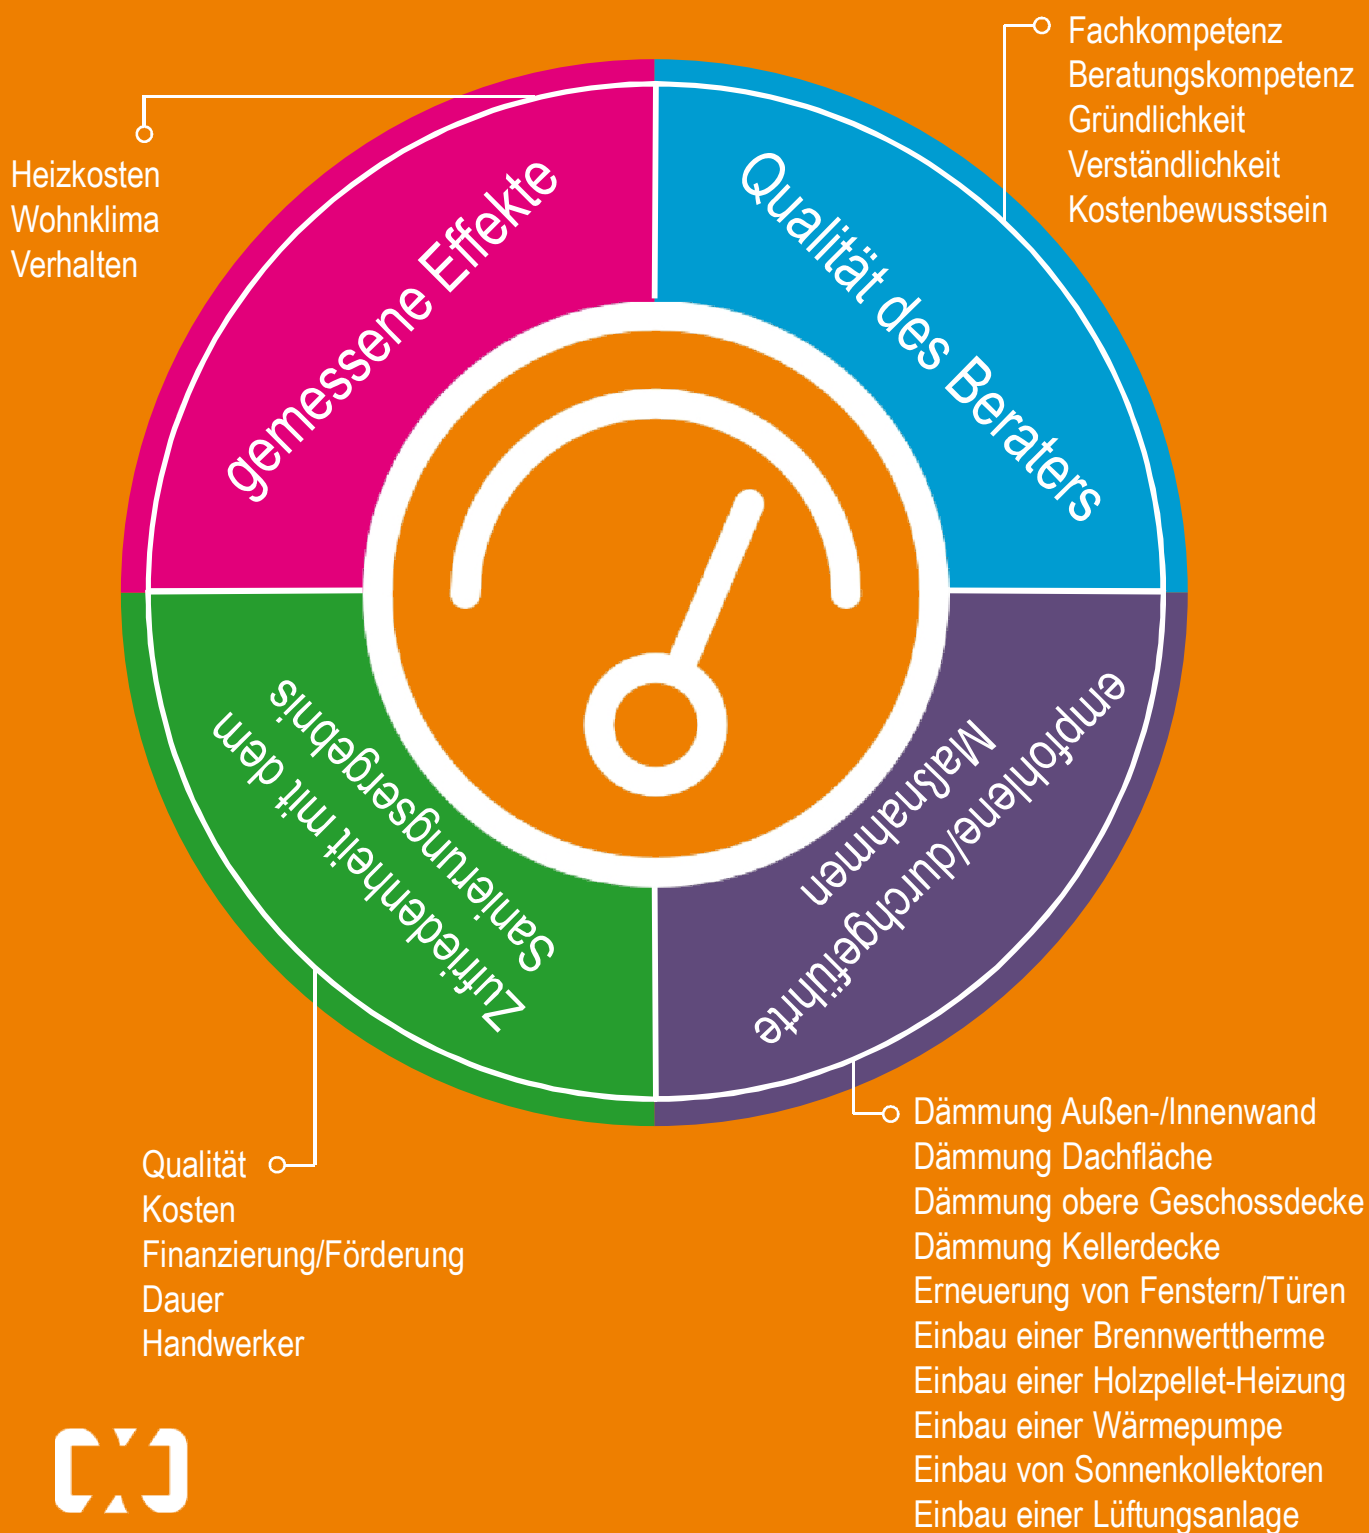 gemessene Effekte
Heizkosten
Wohnklima
Verhalten
Qualität des Beraters
Fachkompetenz
Beratungskompetenz
Gründlichkeit
Verständlichkeit
Kostenbewusstsein
empfohlene/durchgeführte
Maßnahmen
Dämmung Außen-/Innenwand
Dämmung Dachfläche
Dämmung obere Geschossdecke
Dämmung Kellerdecke
Erneuerung von Fenstern/Türen
Einbau einer Brennwerttherme
Einbau einer Holzpellet-Heizung
Einbau einer Wärmepumpe
Einbau von Sonnenkollektoren
Einbau einer Lüftungsanlage
Zufriedenheit mit dem
Sanierungsergebnis
Qualität
Kosten
Finanzierung/Förderung
Dauer
Handwerker